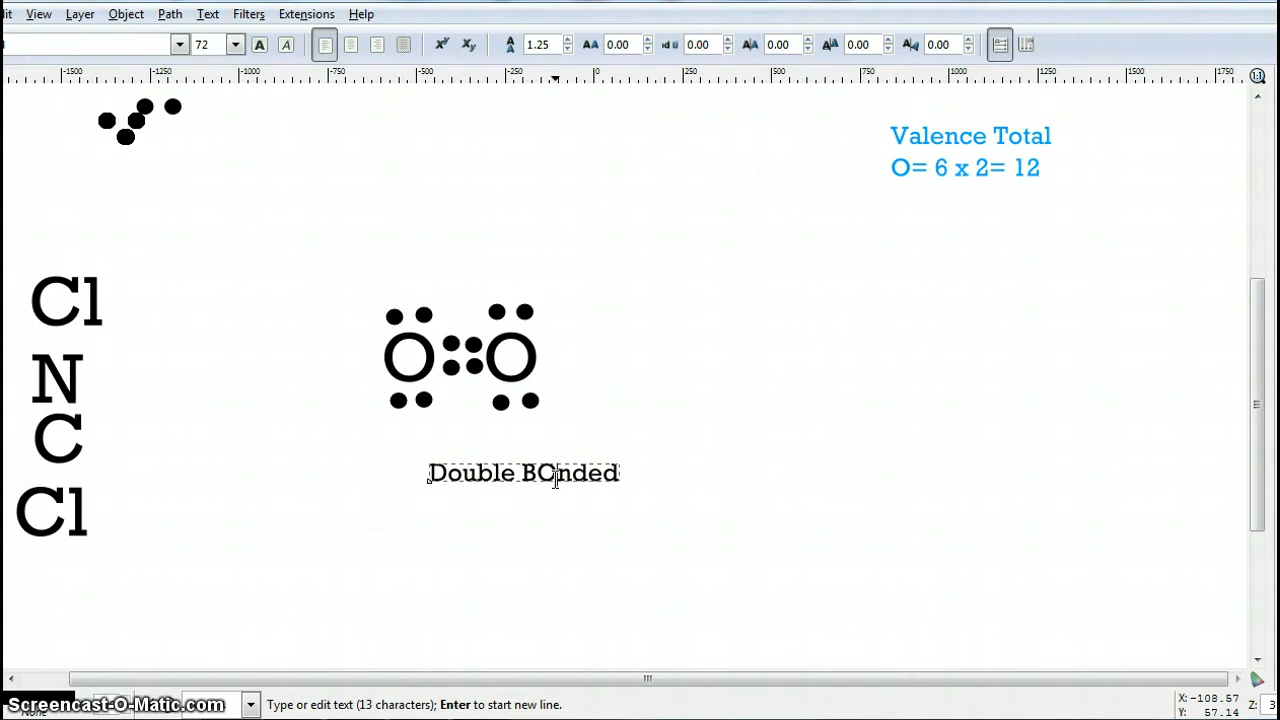 View Layer Object Path Text Filters Extensions Help
72 1.25 0.00 0.00 0.00 0.00 0.00
-1500 -1250 -1000 -750 -500 -250 0 250 500 750 1000 1250 1500 1750
Valence Total
O= 6 x 2= 12
Cl
N
C
Cl
O O
Double BOnded
Screencast-O-Matic.com
Type or edit text (13 characters); Enter to start new line.
X: -108.57
Y: 57.14
Z: